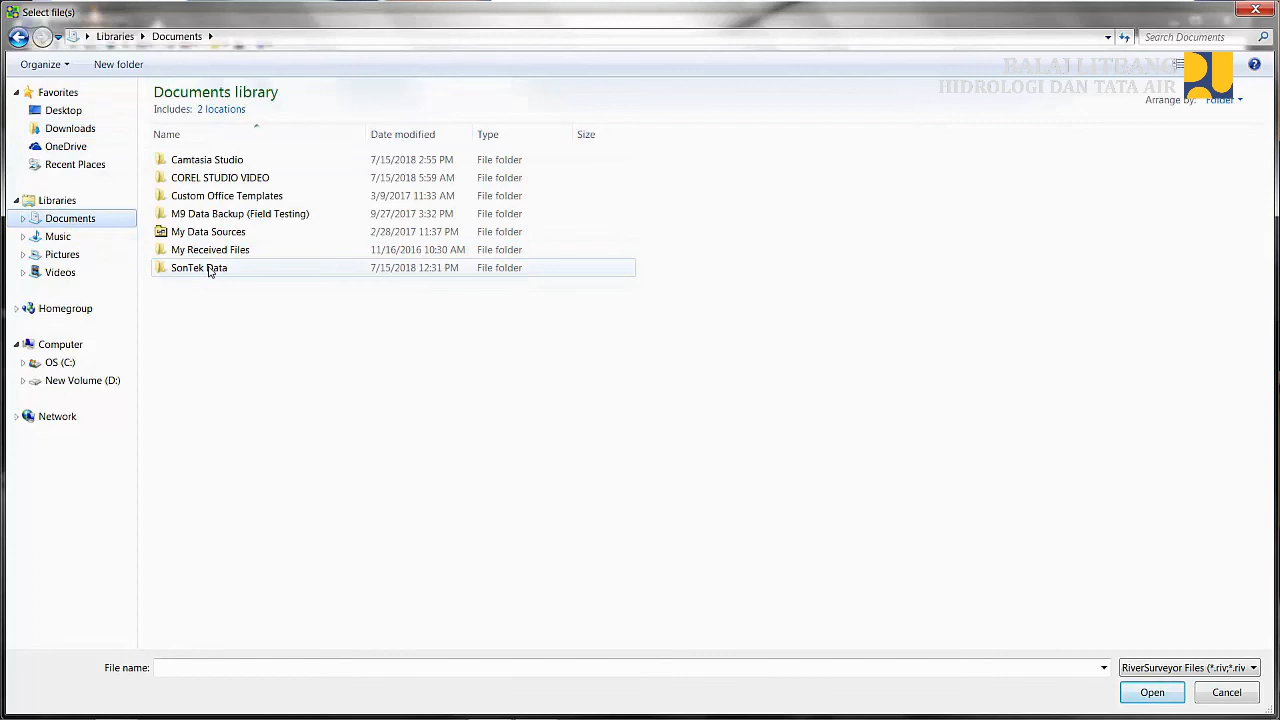 Select file(s)
Libraries
Documents
Search Documents
Organize
New folder
BALAI LITBANG
HIDROLOGI DAN TATA AIR
Documents library
Includes: 2 locations
Arrange by: Folder
Name
Date modified
Type
Size
Camtasia Studio 7/15/2018 2:55 PM File folder
COREL STUDIO VIDEO 7/15/2018 5:59 AM File folder
Custom Office Templates 3/9/2017 11:33 AM File folder
M9 Data Backup (Field Testing) 9/27/2017 3:32 PM File folder
My Data Sources 2/28/2017 11:37 PM File folder
My Received Files 11/16/2016 10:30 AM File folder
SonTek Data 7/15/2018 12:31 PM File folder
Favorites
Desktop
Downloads
OneDrive
Recent Places
Libraries
Documents
Music
Pictures
Videos
Homegroup
Computer
OS (C:)
New Volume (D:)
Network
File name:
RiverSurveyor Files (*.riv;*.riv
Open
Cancel